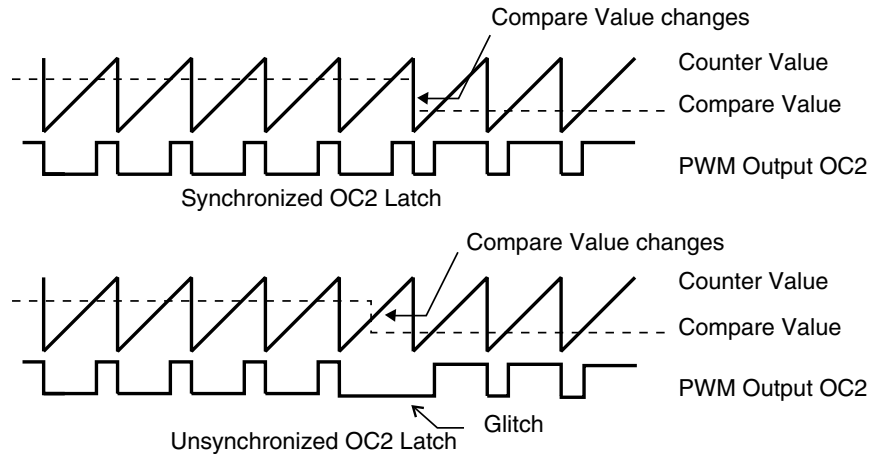 Compare Value changes
Counter Value
Compare Value
PWM Output OC2
Synchronized OC2 Latch
Compare Value changes
Counter Value
Compare Value
PWM Output OC2
Glitch
Unsynchronized OC2 Latch